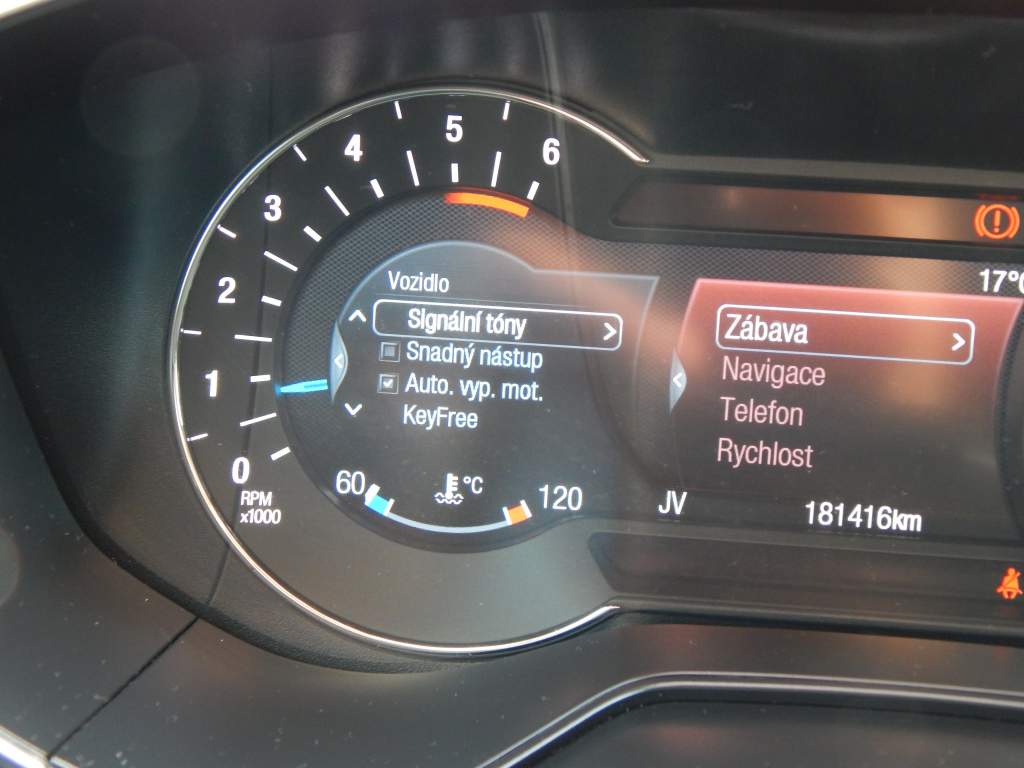 6
5
4
3
2
1
0
RPM
x1000
Vozidlo
Signální tóny
Snadný nástup
Auto. vyp. mot.
KeyFree
60
°C
120
17°
Zábava
Navigace
Telefon
Rychlost
JV
181416km